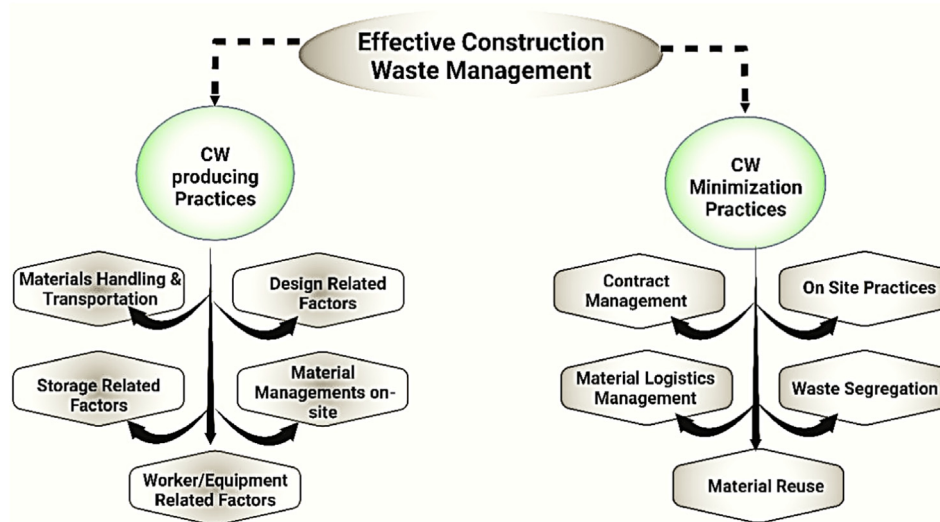 Effective Construction
Waste Management
CW
producing
Practices
Materials Handling &
Transportation
Design Related
Factors
Storage Related
Factors
Material
Managements on-
site
Worker/Equipment
Related Factors
CW
Minimization
Practices
Contract
Management
On Site Practices
Material Logistics
Management
Waste Segregation
Material Reuse